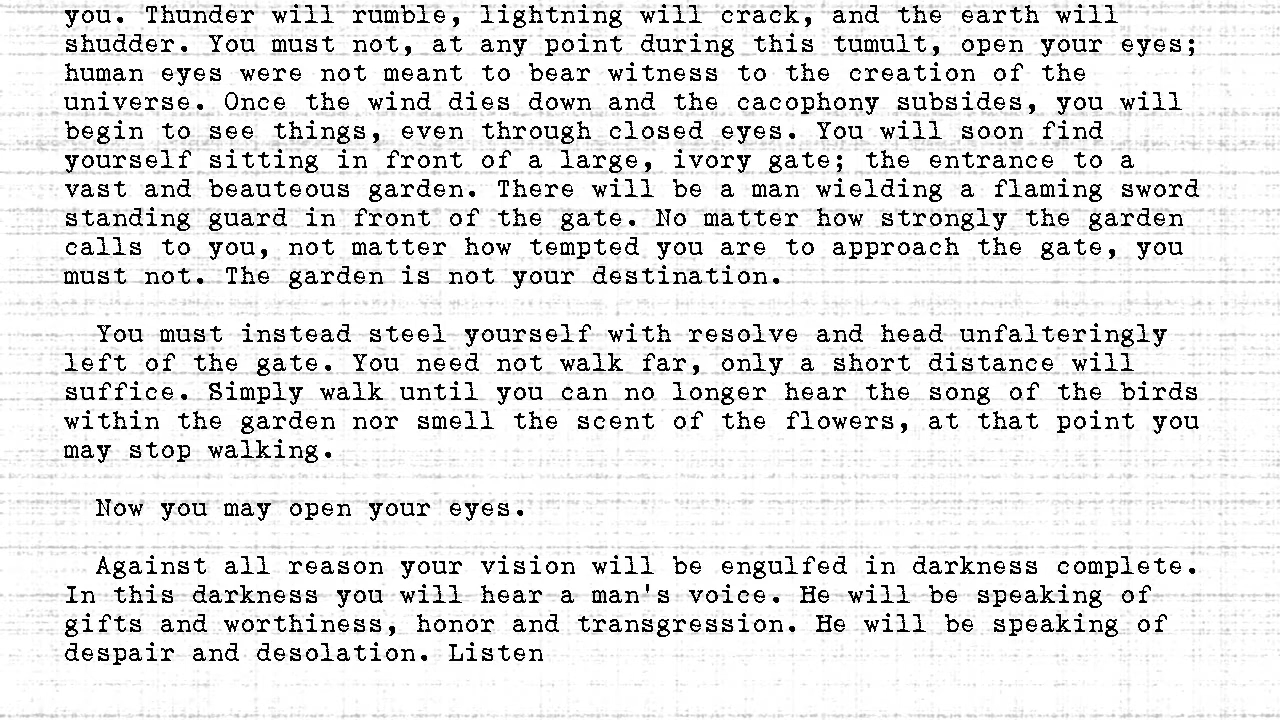 you. Thunder will rumble, lightning will crack, and the earth will
shudder. You must not, at any point during this tumult, open your eyes;
human eyes were not meant to bear witness to the creation of the
universe. Once the wind dies down and the cacophony subsides, you will
begin to see things, even through closed eyes. You will soon find
yourself sitting in front of a large, ivory gate; the entrance to a
vast and beauteous garden. There will be a man wielding a flaming sword
standing guard in front of the gate. No matter how strongly the garden
calls to you, not matter how tempted you are to approach the gate, you
must not. The garden is not your destination.
You must instead steel yourself with resolve and head unfalteringly
left of the gate. You need not walk far, only a short distance will
suffice. Simply walk until you can no longer hear the song of the birds
within the garden nor smell the scent of the flowers, at that point you
may stop walking.
Now you may open your eyes.
Against all reason your vision will be engulfed in darkness complete.
In this darkness you will hear a man's voice. He will be speaking of
gifts and worthiness, honor and transgression. He will be speaking of
despair and desolation. Listen